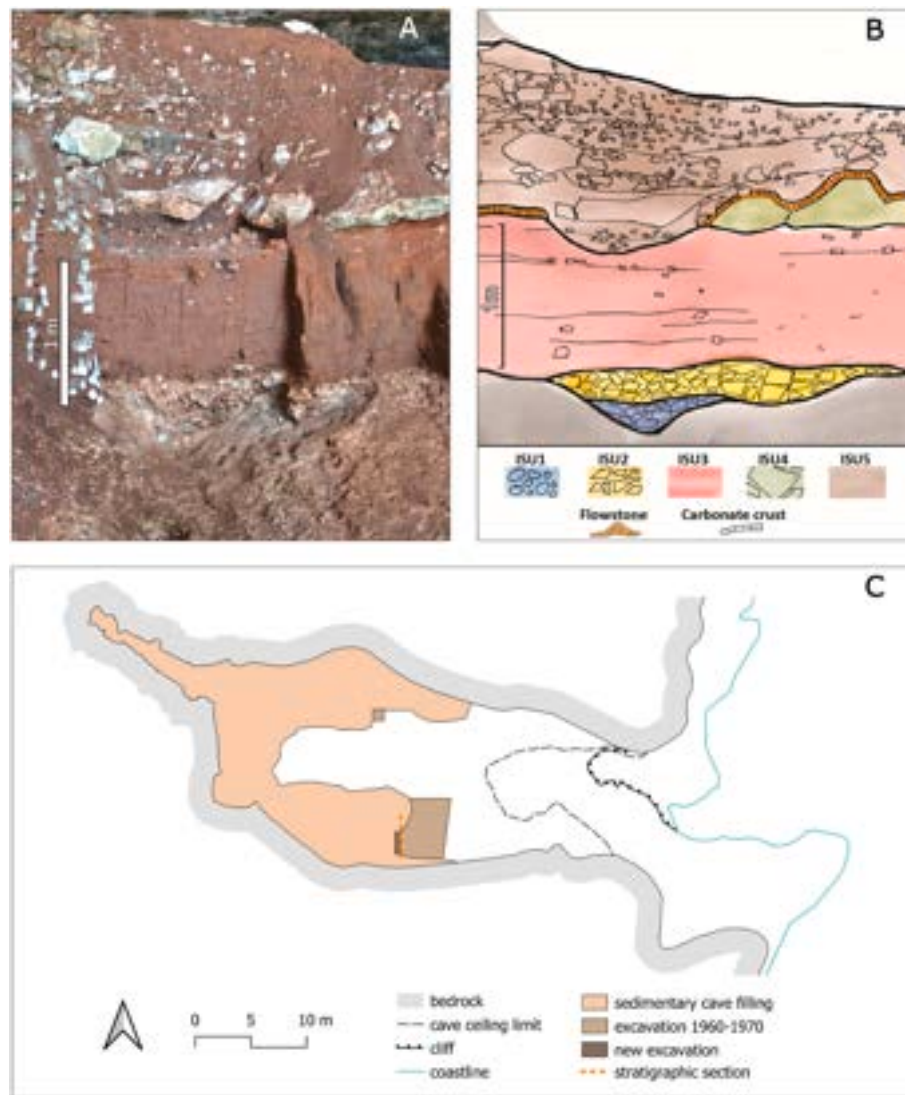 A
B
1 m
1m
ISU1 ISU2 ISU3 ISU4 ISU5
Flowstone Carbonate crust
C
0 5 10 m
bedrock
cave ceiling limit
cliff
coastline
sedimentary cave filling
excavation 1960-1970
new excavation
stratigraphic section